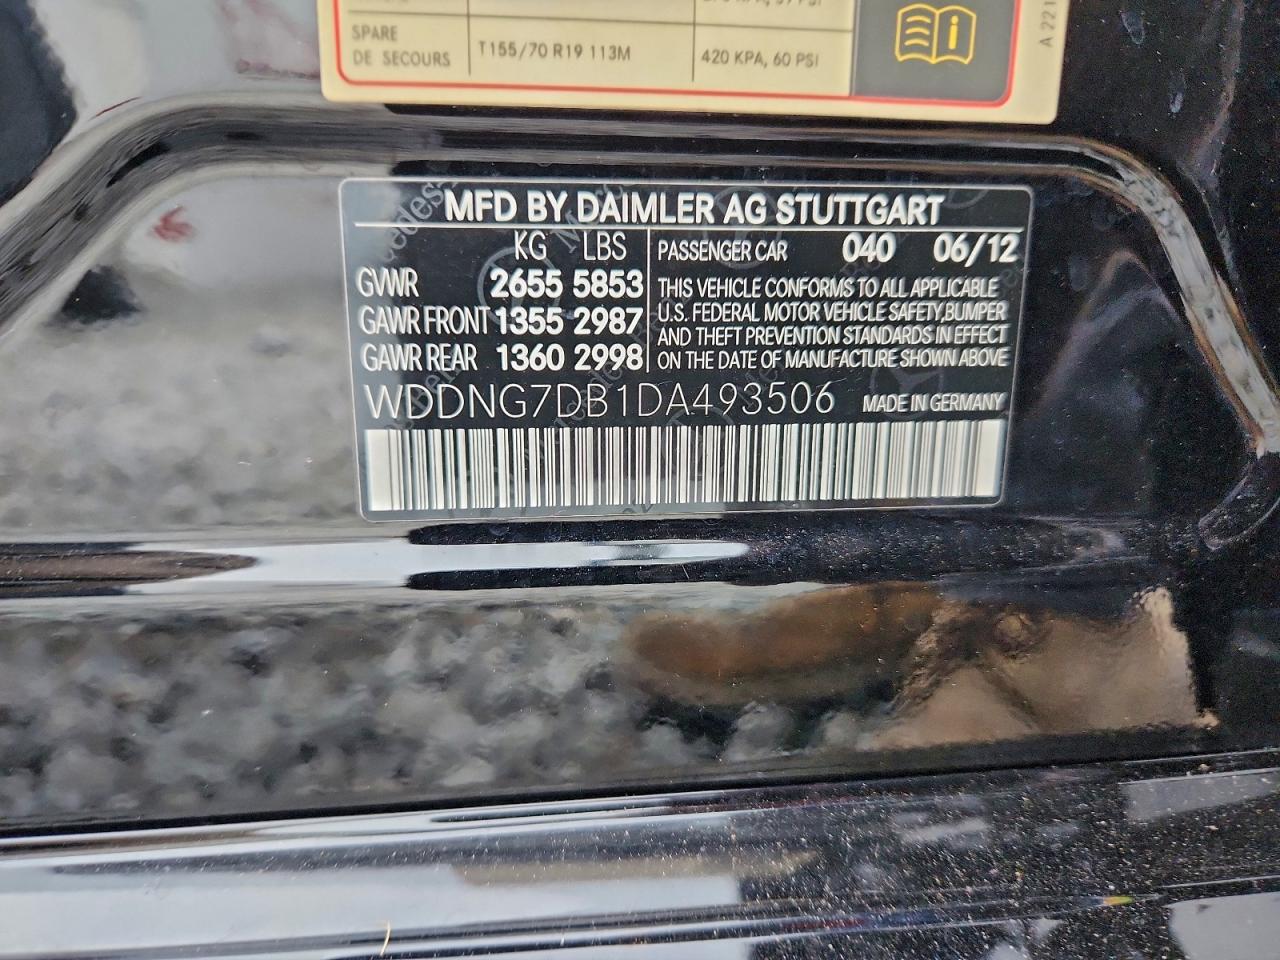 SPARE
DE SECOURS T155/70 R19 113M 420 KPA, 60 PSI
A 221
MFD BY DAIMLER AG STUTTGART
KG LBS
GVWR 2655 5853
GAWR FRONT 1355 2987
GAWR REAR 1360 2998
PASSENGER CAR 040 06/12
THIS VEHICLE CONFORMS TO ALL APPLICABLE
U.S. FEDERAL MOTOR VEHICLE SAFETY,BUMPER
AND THEFT PREVENTION STANDARDS IN EFFECT
ON THE DATE OF MANUFACTURE SHOWN ABOVE
WDDNG7DB1DA493506 MADE IN GERMANY